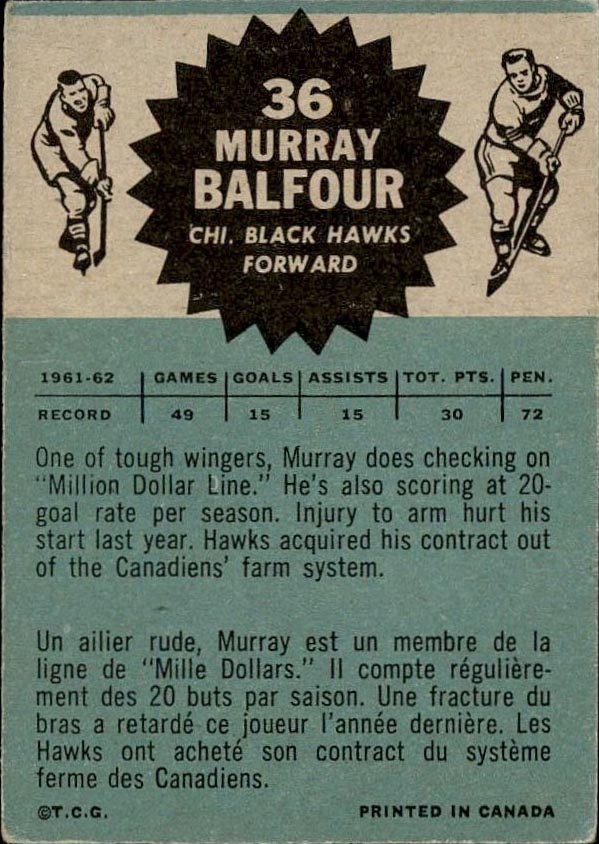 36
MURRAY
BALFOUR
CHI. BLACK HAWKS
FORWARD
1961-62 GAMES GOALS ASSISTS TOT. PTS. PEN.
RECORD 49 15 15 30 72
One of tough wingers, Murray does checking on
"Million Dollar Line." He's also scoring at 20-
goal rate per season. Injury to arm hurt his
start last year. Hawks acquired his contract out
of the Canadiens' farm system.
Un ailier rude, Murray est un membre de la
ligne de "Mille Dollars." Il compte régulière-
ment des 20 buts par saison. Une fracture du
bras a retardé ce joueur l'année dernière. Les
Hawks ont acheté son contract du système
ferme des Canadiens.
©T.C.G. PRINTED IN CANADA